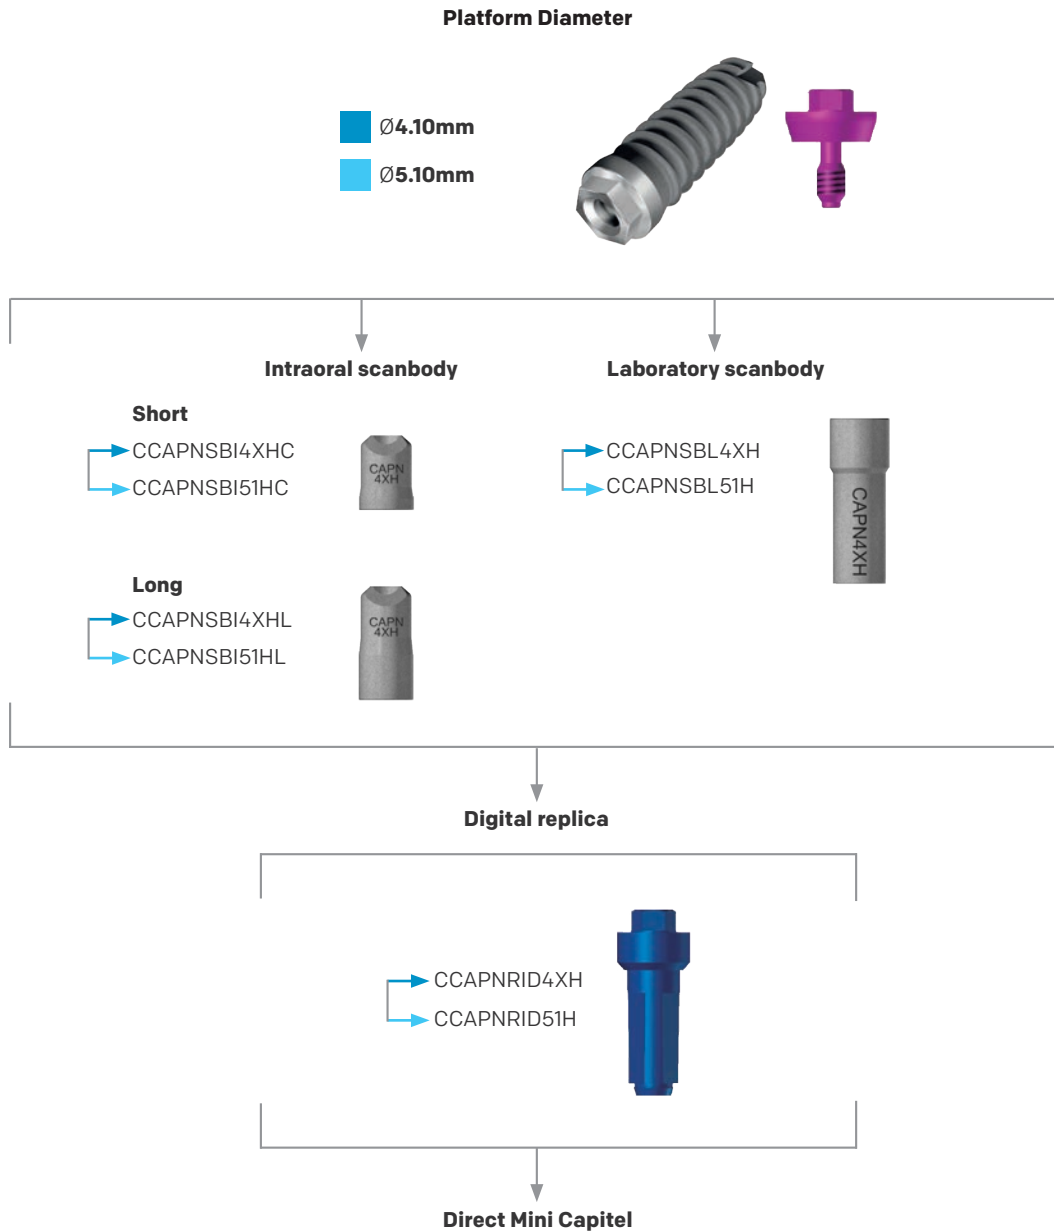 Platform Diameter
Ø4.10mm
Ø5.10mm
Intraoral scanbody
Laboratory scanbody
Short
CCAPNSBI4XHC
CCAPNSBI51HC
CAPN
4XH
CCAPNSBL4XH
CCAPNSBL51H
CAPN4XH
Long
CCAPNSBI4XHL
CCAPNSBI51HL
CAPN
4XH
Digital replica
CCAPNRID4XH
CCAPNRID51H
Direct Mini Capitel